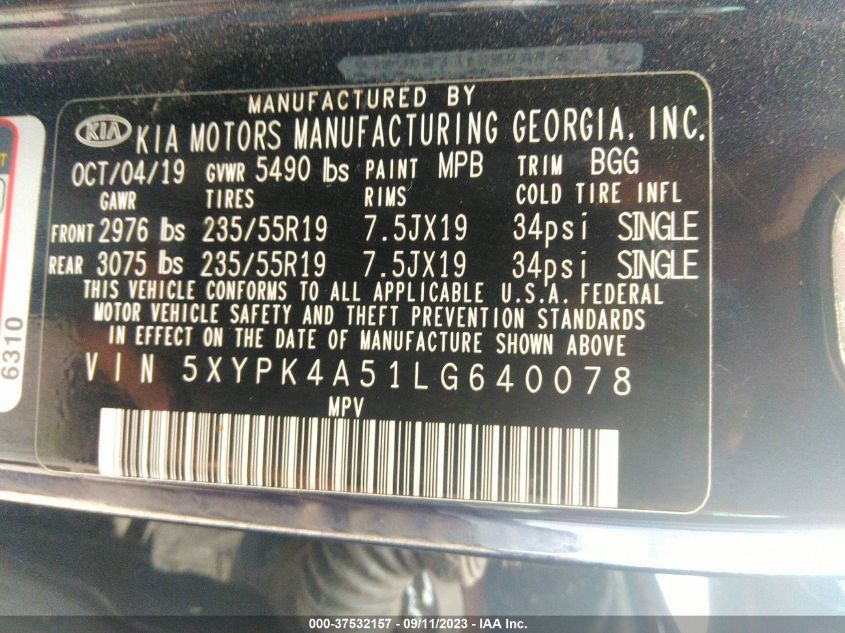 MANUFACTURED BY
KIA KIA MOTORS MANUFACTURING GEORGIA, INC.
OCT/04/19 GVWR 5490 lbs PAINT MPB TRIM BGG
GAWR TIRES RIMS COLD TIRE INFL
FRONT 2976 lbs 235/55R19 7.5JX19 34psi SINGLE
REAR 3075 lbs 235/55R19 7.5JX19 34psi SINGLE
THIS VEHICLE CONFORMS TO ALL APPLICABLE U.S.A. FEDERAL
MOTOR VEHICLE SAFETY AND THEFT PREVENTION STANDARDS
IN EFFECT ON THE DATE OF MANUFACTURE SHOWN ABOVE
VIN 5XYPK4A51LG640078
MPV
6310
000-37532157 - 09/11/2023 - IAA Inc.